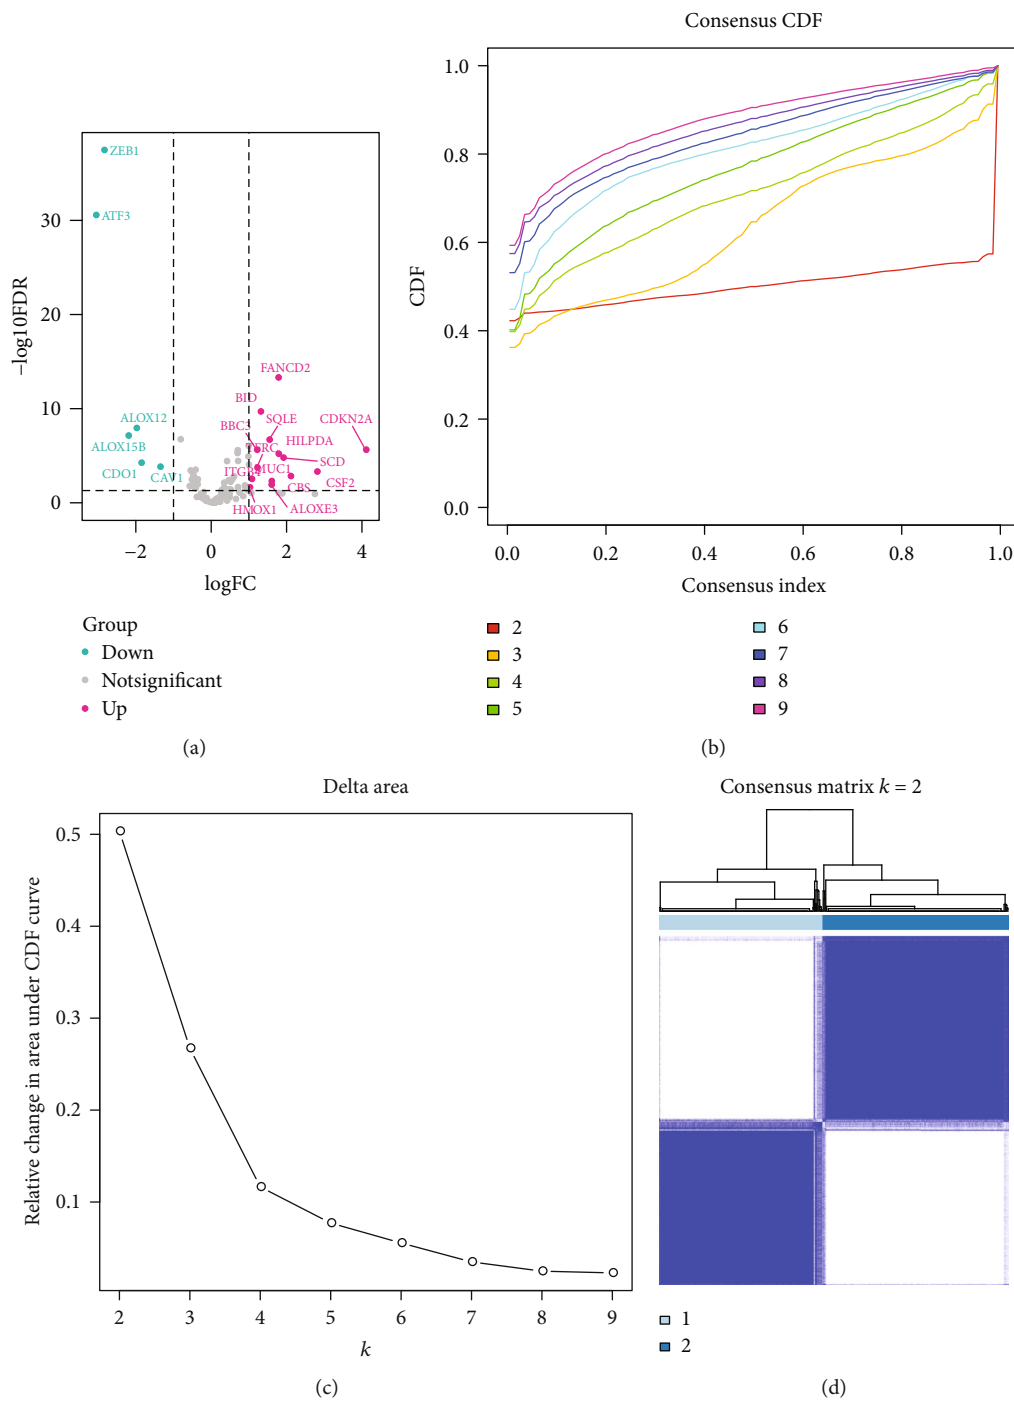 ZEB1
ATF3
30
20
10
0
−log10FDR
FANCD2
BID
SQLE
CDKN2A
BBC3
HILPDA
TFRC
SCD
ITGB4
MUC1
CSF2
CBS
HMOX1
ALOXE3
ALOX12
ALOX15B
CDO1
CAV1
−2 0 2 4
logFC
Group
Down
Notsignificant
Up
(a)
Consensus CDF
1.0
0.8
0.6
0.4
0.2
0.0
CDF
0.0 0.2 0.4 0.6 0.8 1.0
Consensus index
2 6
3 7
4 8
5 9
(b)
Delta area
0.5
0.4
0.3
0.2
0.1
Relative change in area under CDF curve
2 3 4 5 6 7 8 9
k
(c)
Consensus matrix k = 2
1
2
(d)